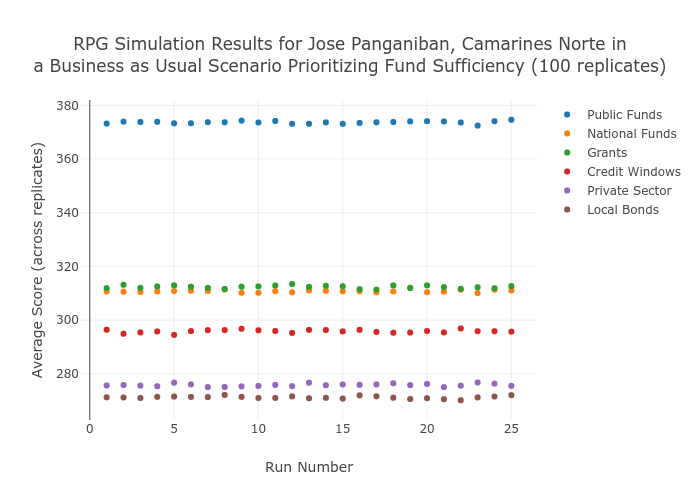 RPG Simulation Results for Jose Panganiban, Camarines Norte in
a Business as Usual Scenario Prioritizing Fund Sufficiency (100 replicates)
380
360
340
320
300
280
Average Score (across replicates)
0
5
10
15
20
25
Run Number
Public Funds
National Funds
Grants
Credit Windows
Private Sector
Local Bonds